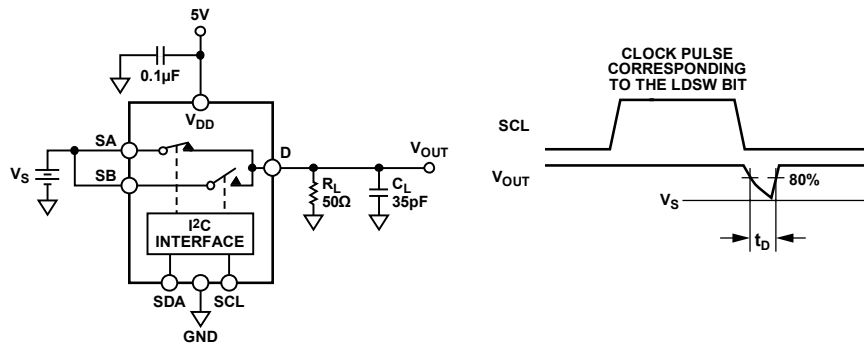 5V
0.1µF
VDD
SA
SB
VS
D
VOUT
RL
50Ω
CL
35pF
I2C
INTERFACE
SDA
SCL
GND
CLOCK PULSE
CORRESPONDING
TO THE LDSW BIT
SCL
VOUT
80%
VS
tD